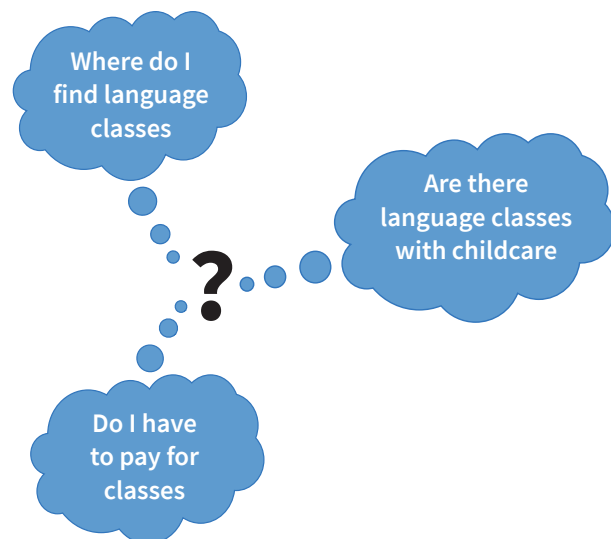 Where do I
find language
classes
Are there
language classes
with childcare
?
Do I have
to pay for
classes